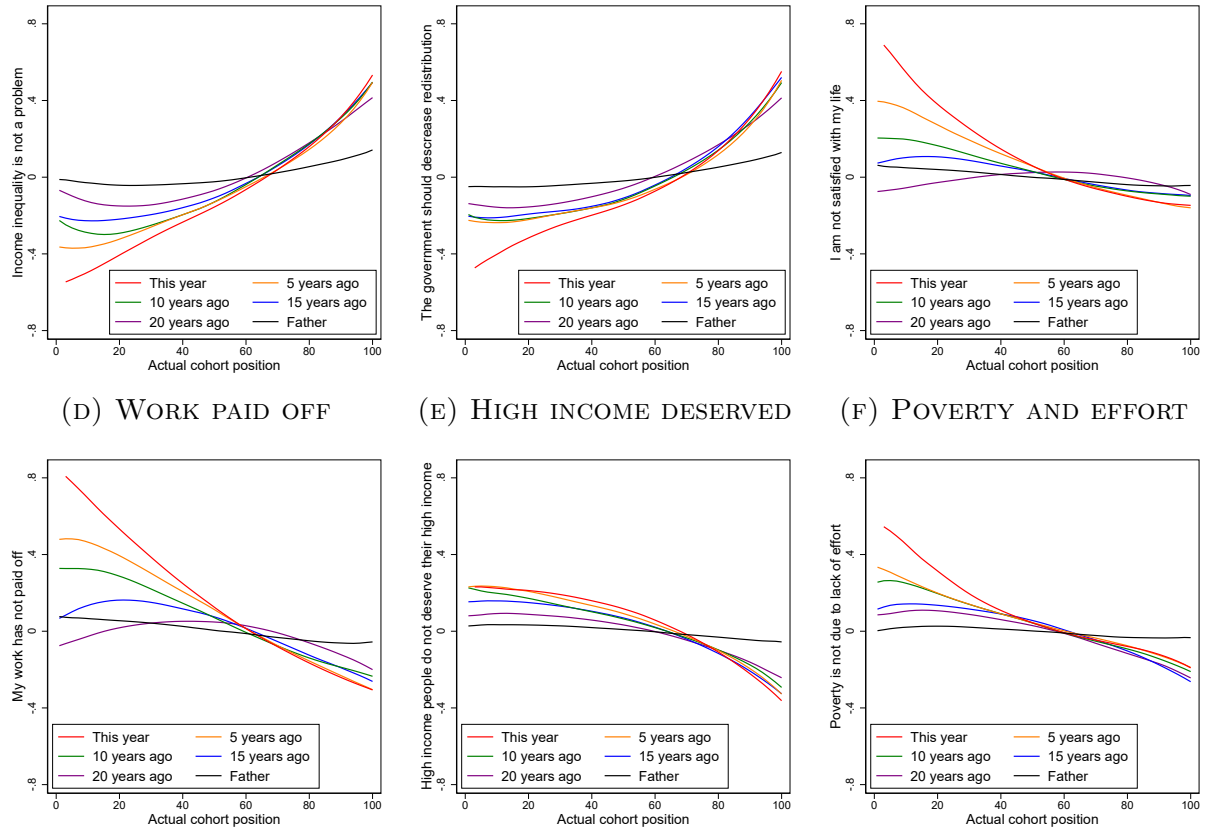 Income inequality is not a problem
.8
.4
0
-.4
-.8
This year
5 years ago
10 years ago
15 years ago
20 years ago
Father
0
20
40
60
80
100
Actual cohort position
The government should descrease redistribution
.8
.4
0
-.4
-.8
This year
5 years ago
10 years ago
15 years ago
20 years ago
Father
0
20
40
60
80
100
Actual cohort position
I am not satisfied with my life
.8
.4
0
-.4
-.8
This year
5 years ago
10 years ago
15 years ago
20 years ago
Father
0
20
40
60
80
100
Actual cohort position
(D) WORK PAID OFF
(E) HIGH INCOME DESERVED
(F) POVERTY AND EFFORT
My work has not paid off
.8
.4
0
-.4
-.8
This year
5 years ago
10 years ago
15 years ago
20 years ago
Father
0
20
40
60
80
100
Actual cohort position
High income people do not deserve their high income
.8
.4
0
-.4
-.8
This year
5 years ago
10 years ago
15 years ago
20 years ago
Father
0
20
40
60
80
100
Actual cohort position
Poverty is not due to lack of effort
.8
.4
0
-.4
-.8
This year
5 years ago
10 years ago
15 years ago
20 years ago
Father
0
20
40
60
80
100
Actual cohort position